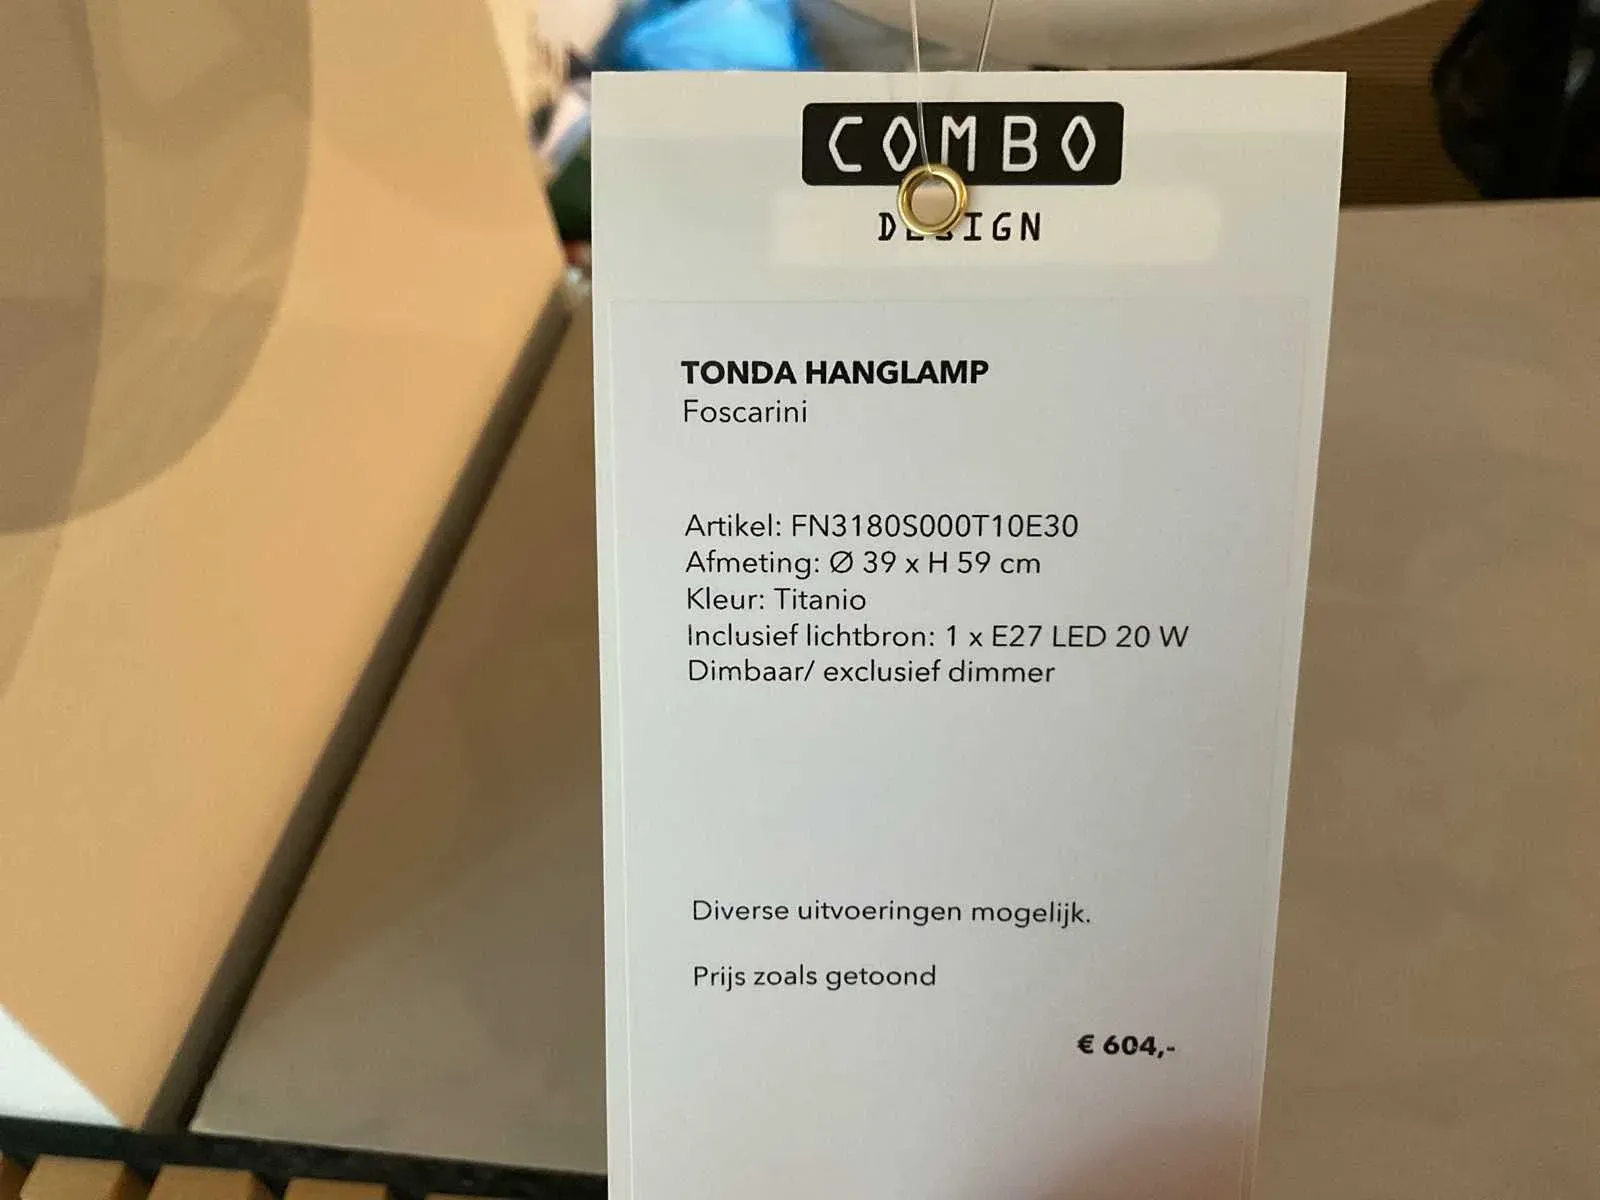 COMBO
DESIGN
TONDA HANGLAMP
Foscarini
Artikel: FN3180S000T10E30
Afmeting: Ø 39 x H 59 cm
Kleur: Titanio
Inclusief lichtbron: 1 x E27 LED 20 W
Dimbaar/ exclusief dimmer
Diverse uitvoeringen mogelijk.
Prijs zoals getoond
€ 604,-